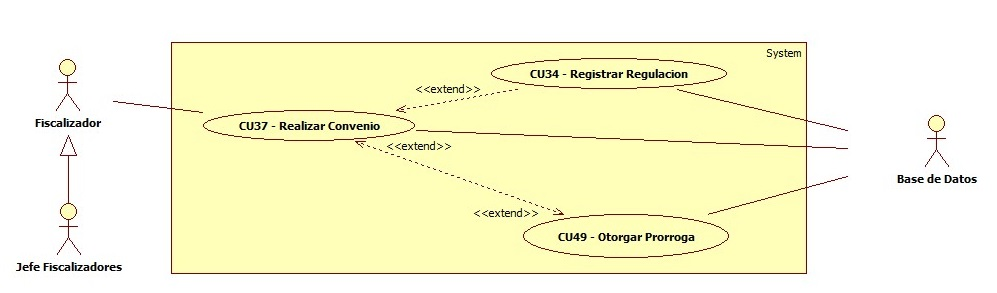 System
CU34 - Registrar Regulacion
<<extend>>
Fiscalizador
CU37 - Realizar Convenio
<<extend>>
Base de Datos
<<extend>>
CU49 - Otorgar Prorroga
Jefe Fiscalizadores